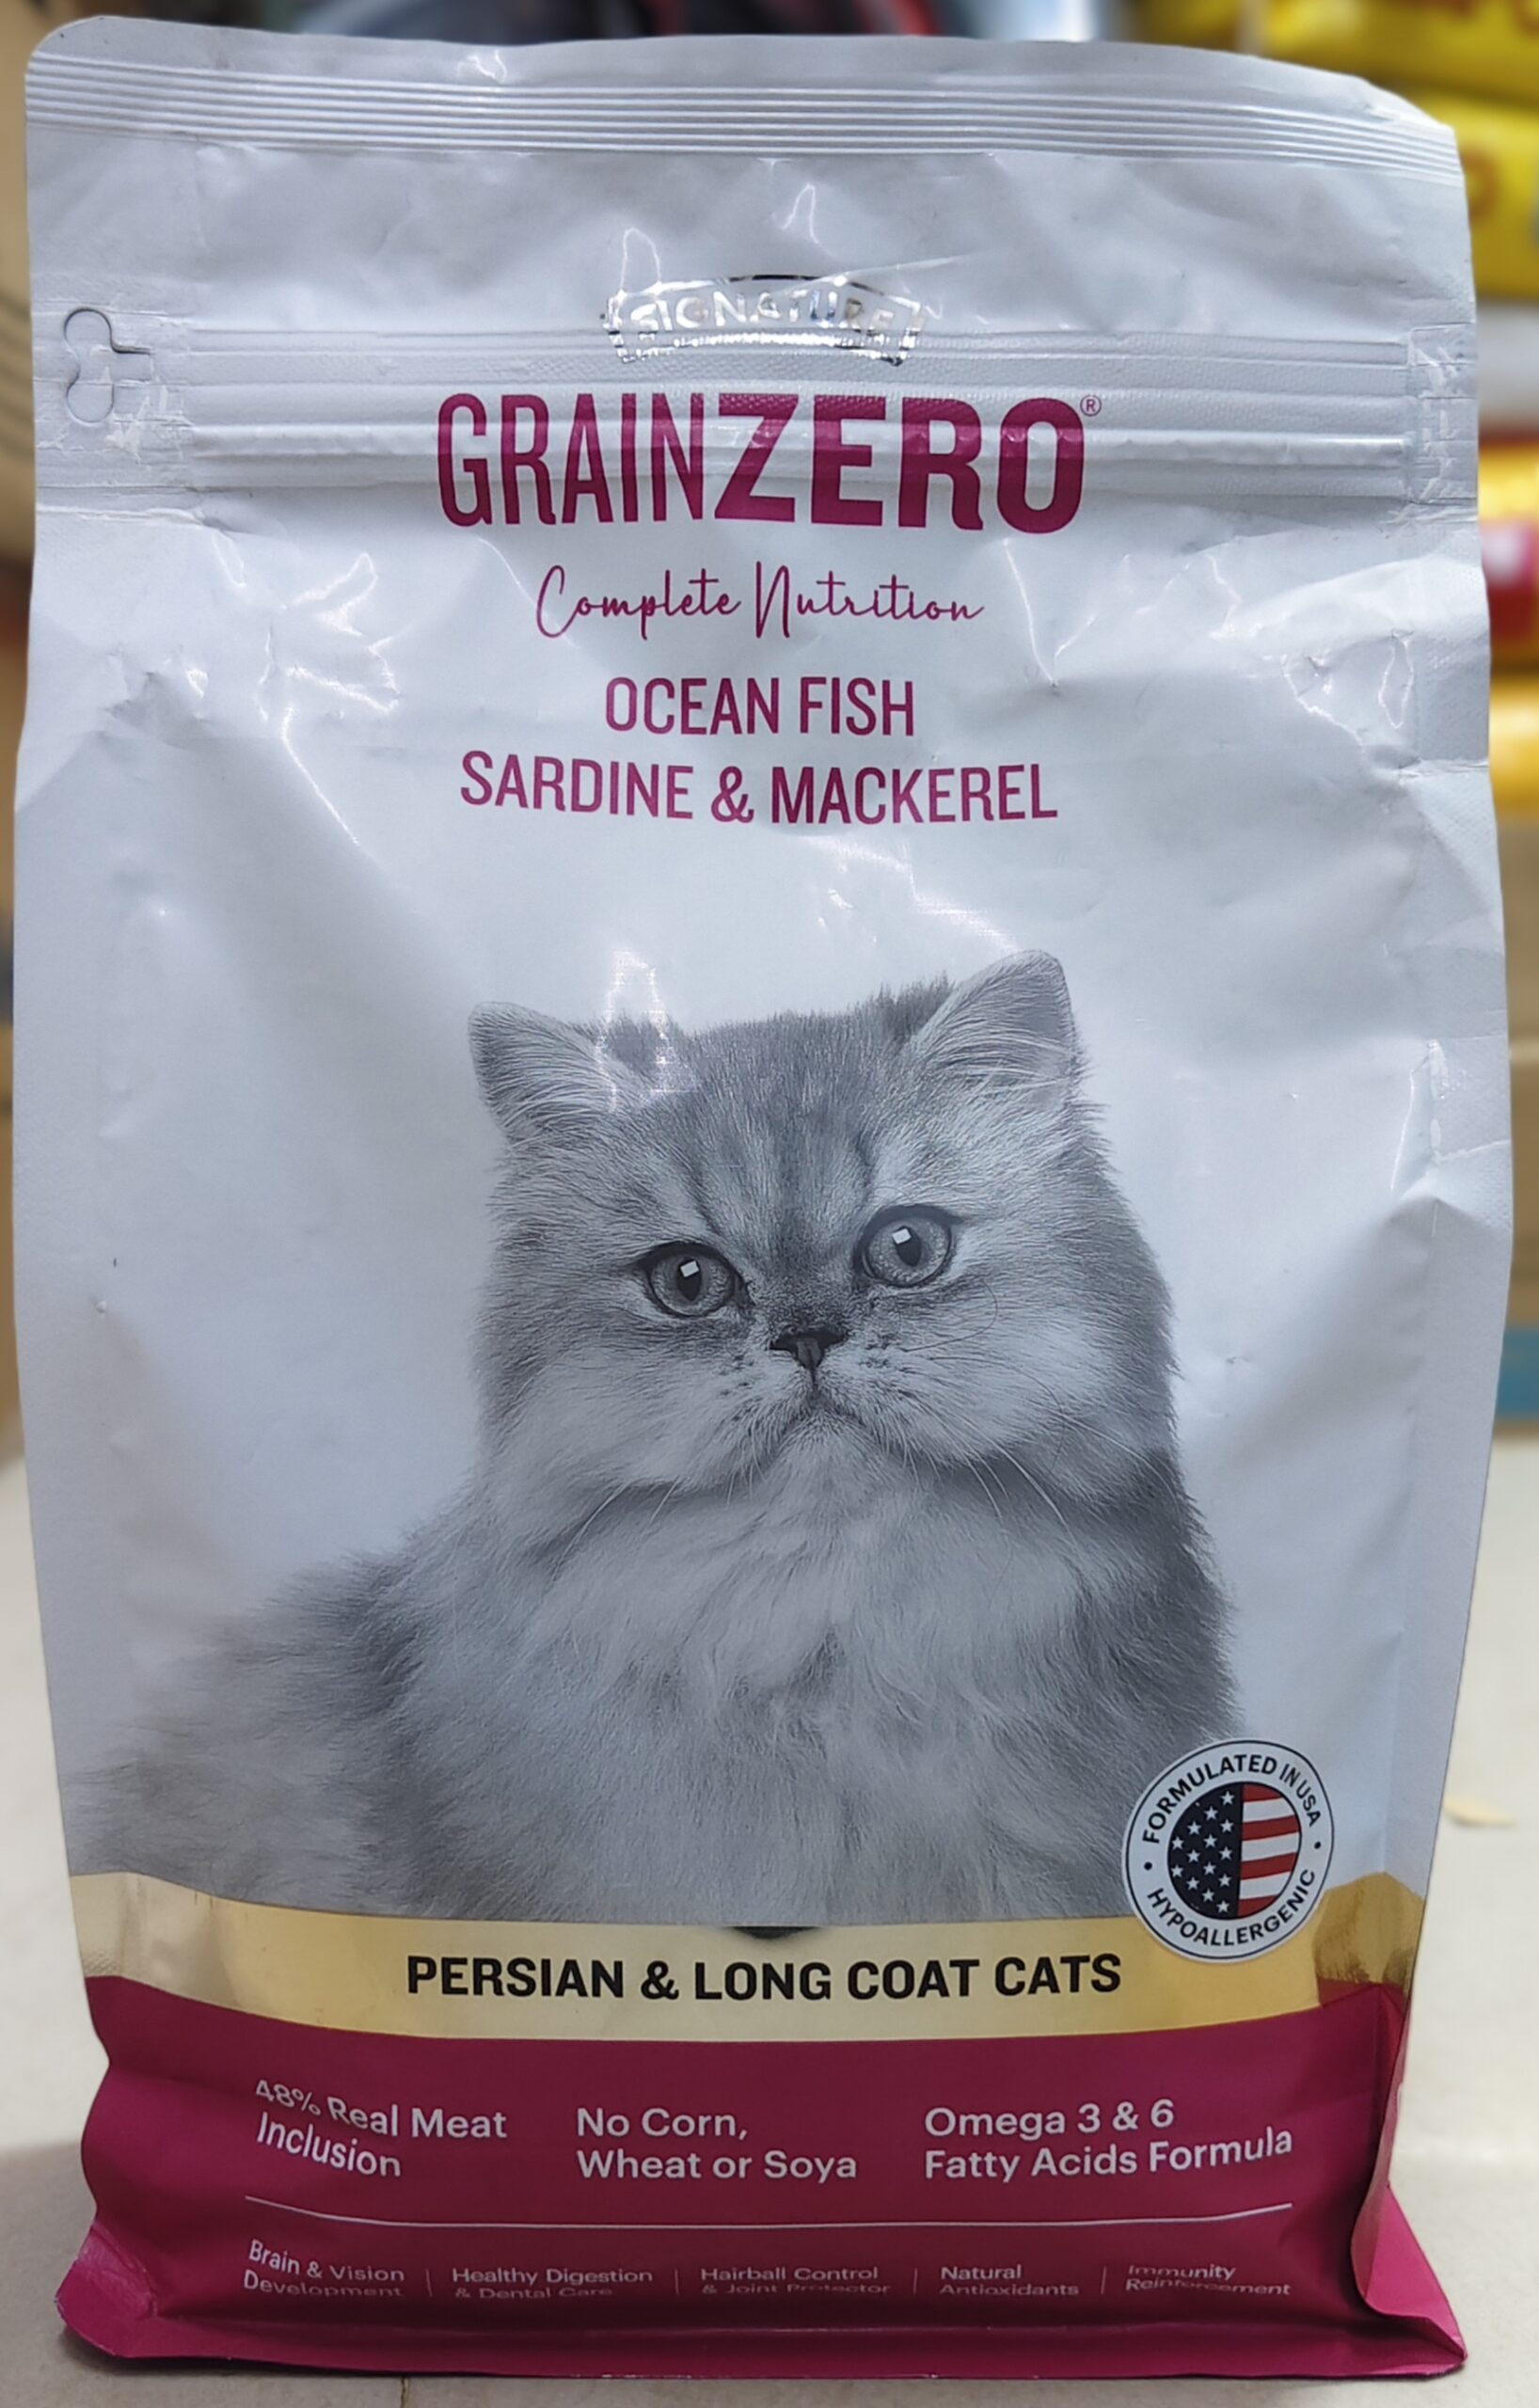 SIGNATURE
GRAINZERO®
Complete Nutrition
OCEAN FISH
SARDINE & MACKEREL
FORMULATED IN USA
HYPOALLERGENIC
PERSIAN & LONG COAT CATS
48% Real Meat
Inclusion
No Corn,
Wheat or Soya
Omega 3 & 6
Fatty Acids Formula
Brain & Vision
Development
Healthy Digestion
& Dental Care
Hairball Control
& Joint Protector
Natural
Antioxidants
Immunity
Reinforcement